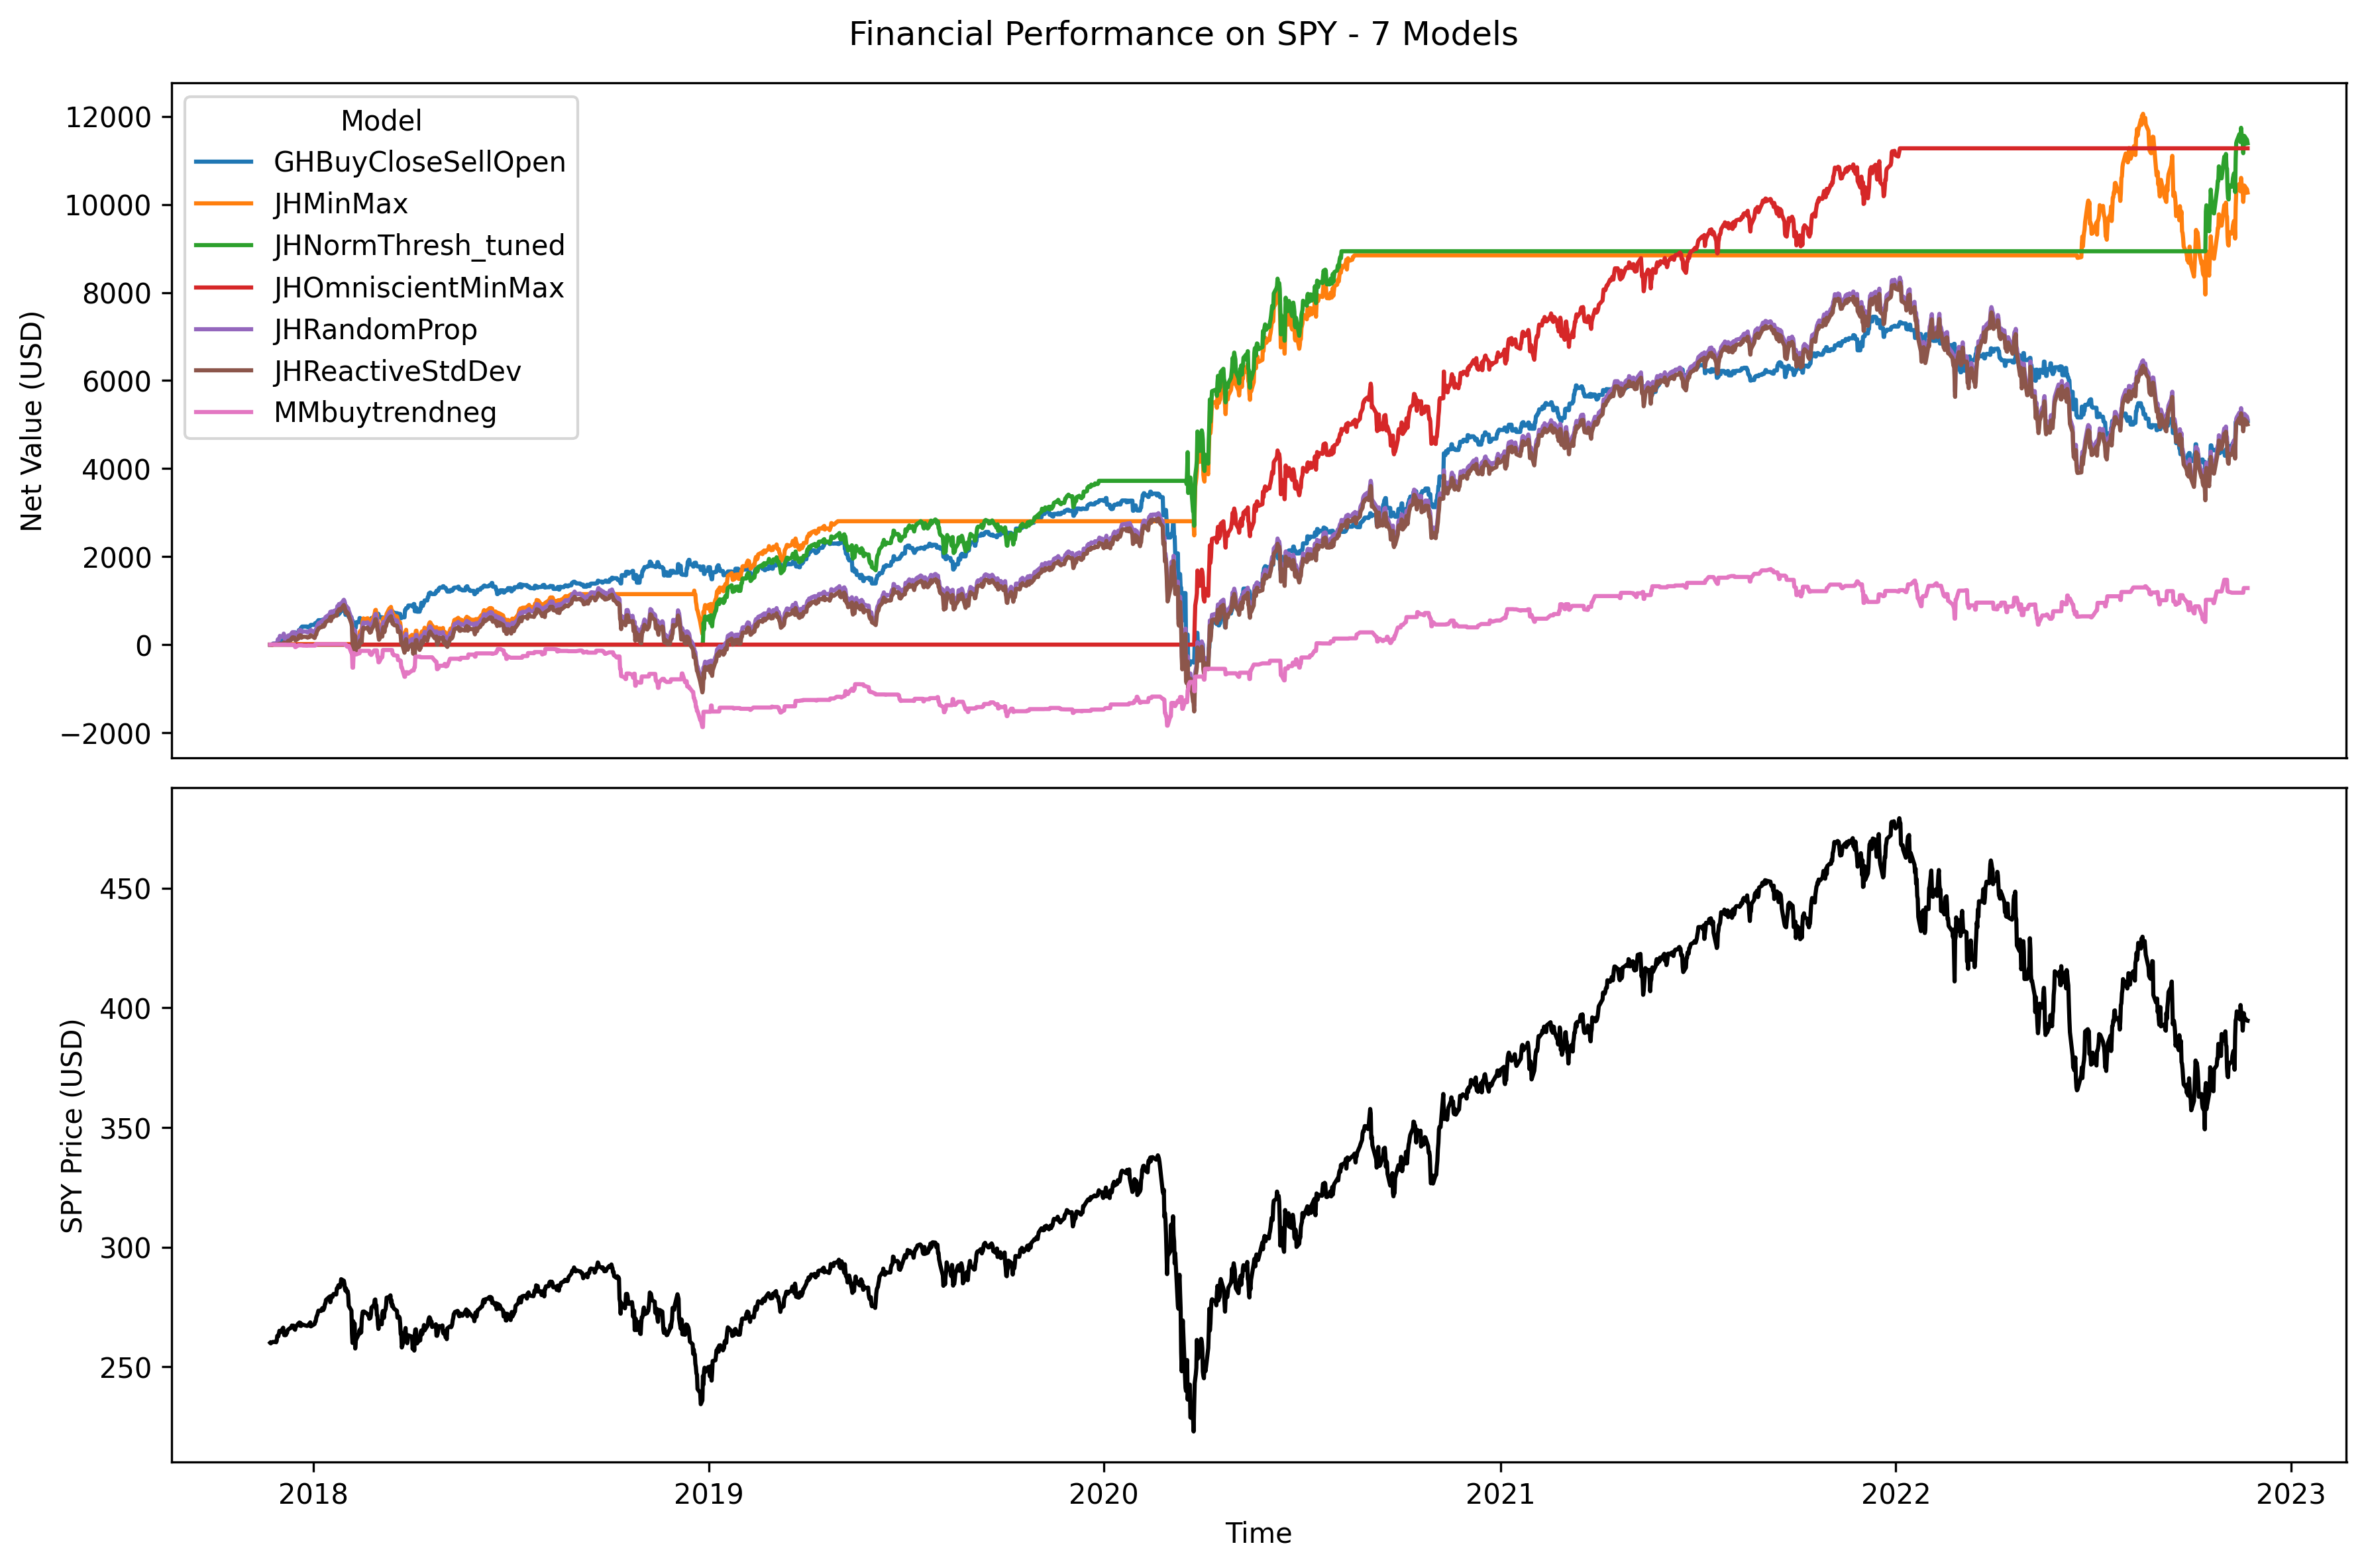 Financial Performance on SPY - 7 Models
Net Value (USD)
12000
10000
8000
6000
4000
2000
0
−2000
Model
GHBuyCloseSellOpen
JHMinMax
JHNormThresh_tuned
JHOmniscientMinMax
JHRandomProp
JHReactiveStdDev
MMbuytrendneg
SPY Price (USD)
450
400
350
300
250
2018 2019 2020 2021 2022 2023
Time